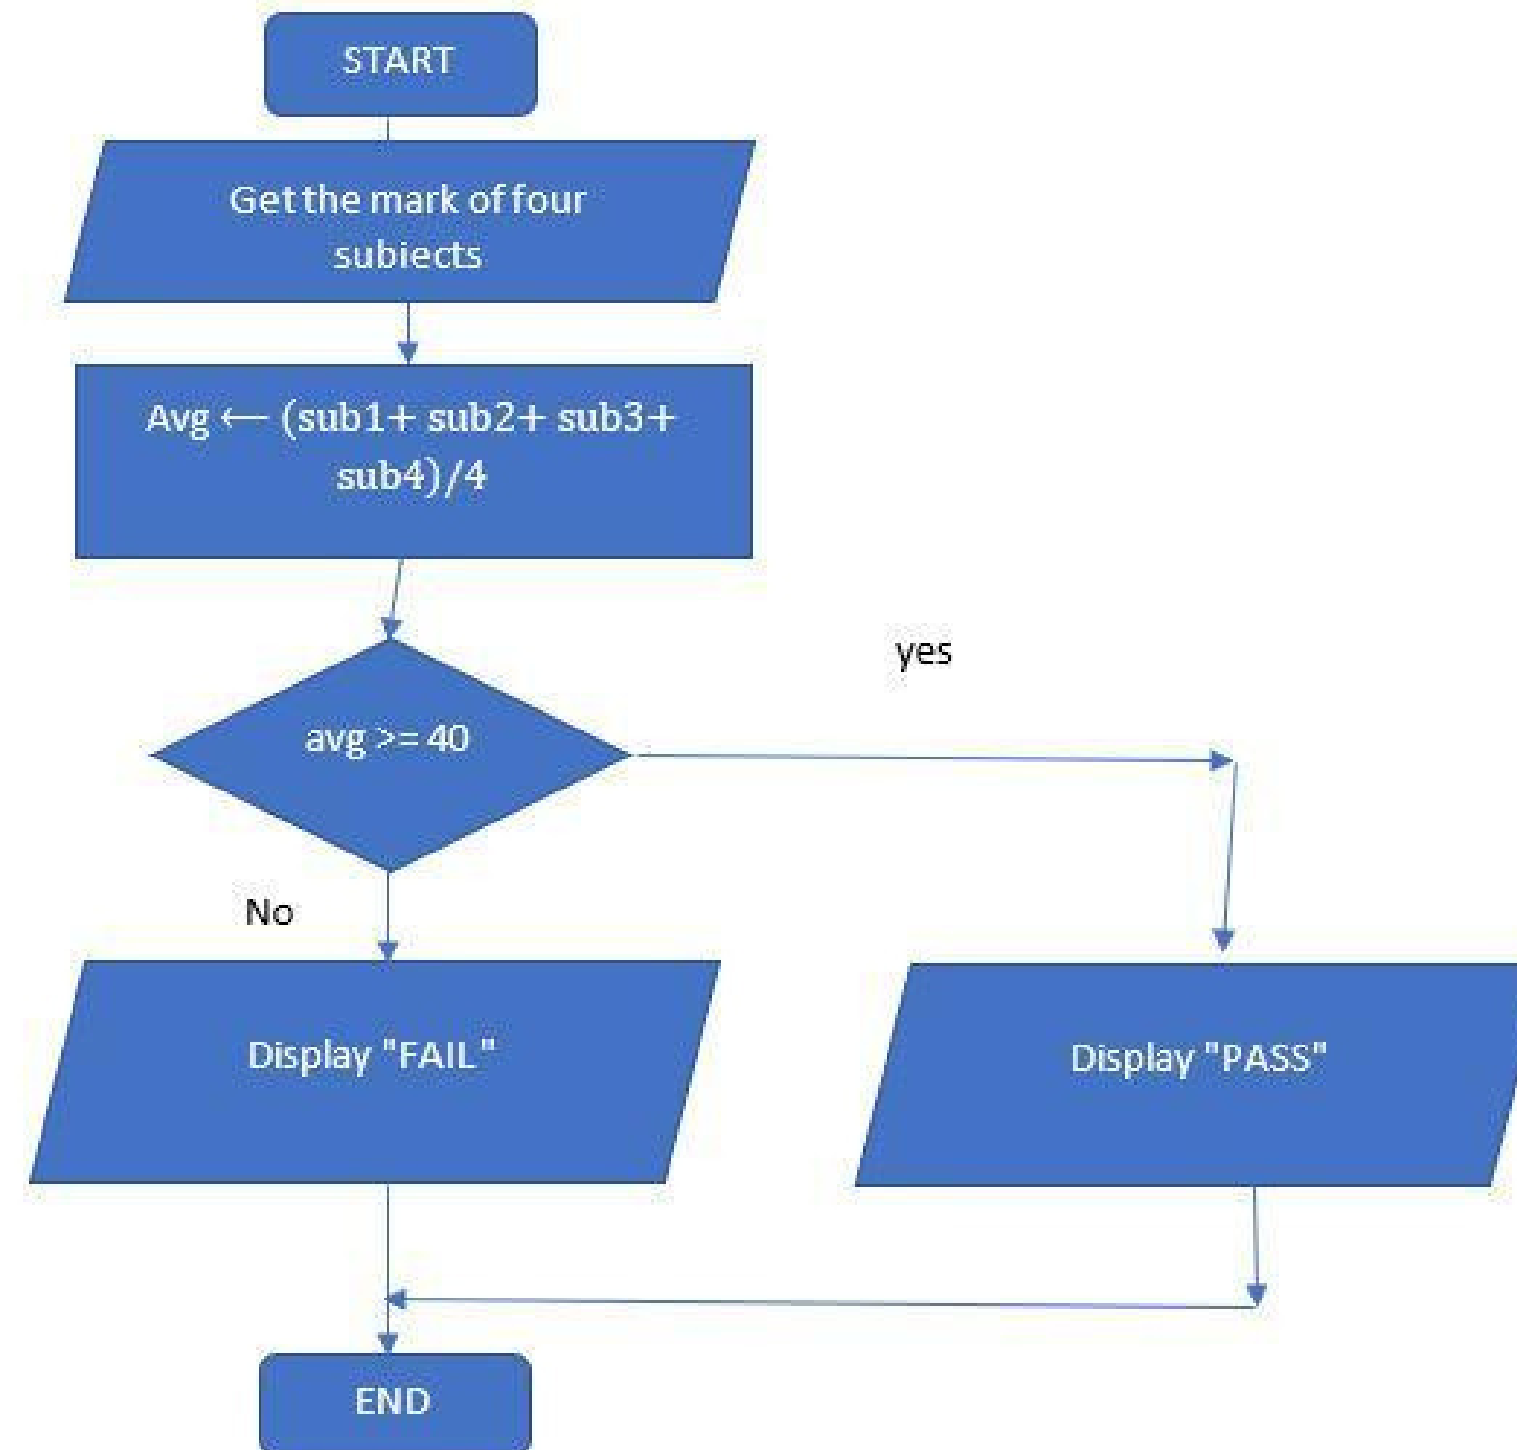 START
Get the mark of four
subiects
Avg ← (sub1+ sub2+ sub3+
sub4)/4
avg >= 40
yes
No
Display "FAIL"
Display "PASS"
END